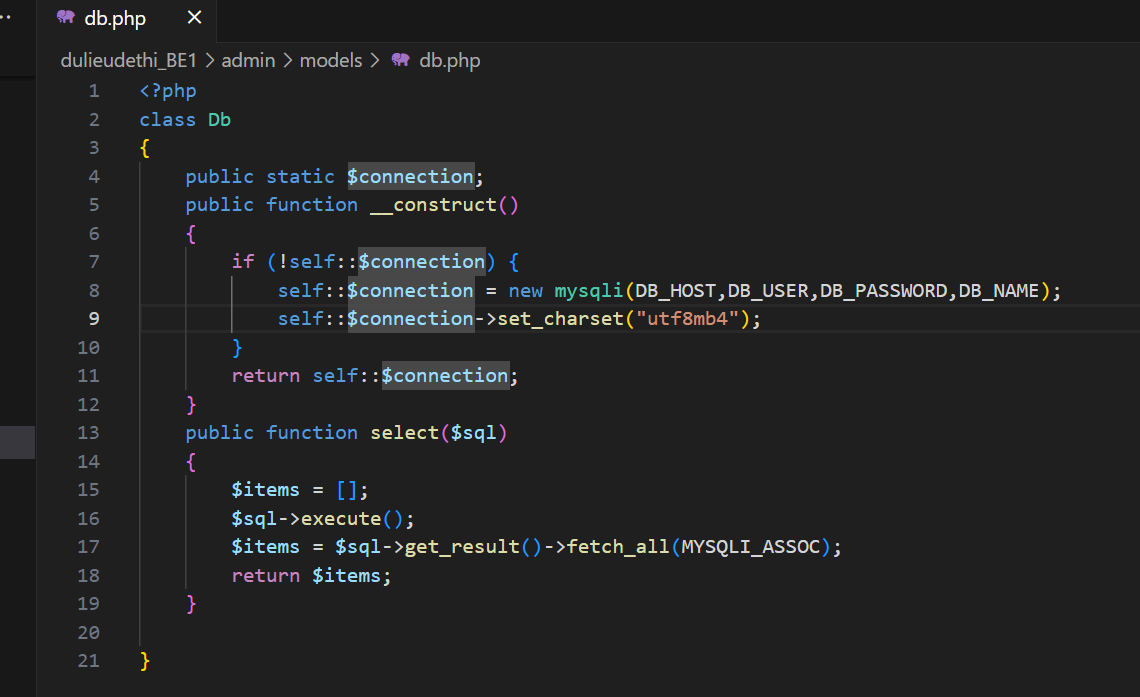 db.php
dulieudethi_BE1 > admin > models > db.php
1 <?php
2 class Db
3 {
4     public static $connection;
5     public function __construct()
6     {
7         if (!self::$connection) {
8             self::$connection = new mysqli(DB_HOST,DB_USER,DB_PASSWORD,DB_NAME);
9             self::$connection->set_charset("utf8mb4");
10         }
11         return self::$connection;
12     }
13     public function select($sql)
14     {
15         $items = [];
16         $sql->execute();
17         $items = $sql->get_result()->fetch_all(MYSQLI_ASSOC);
18         return $items;
19     }
20
21 }